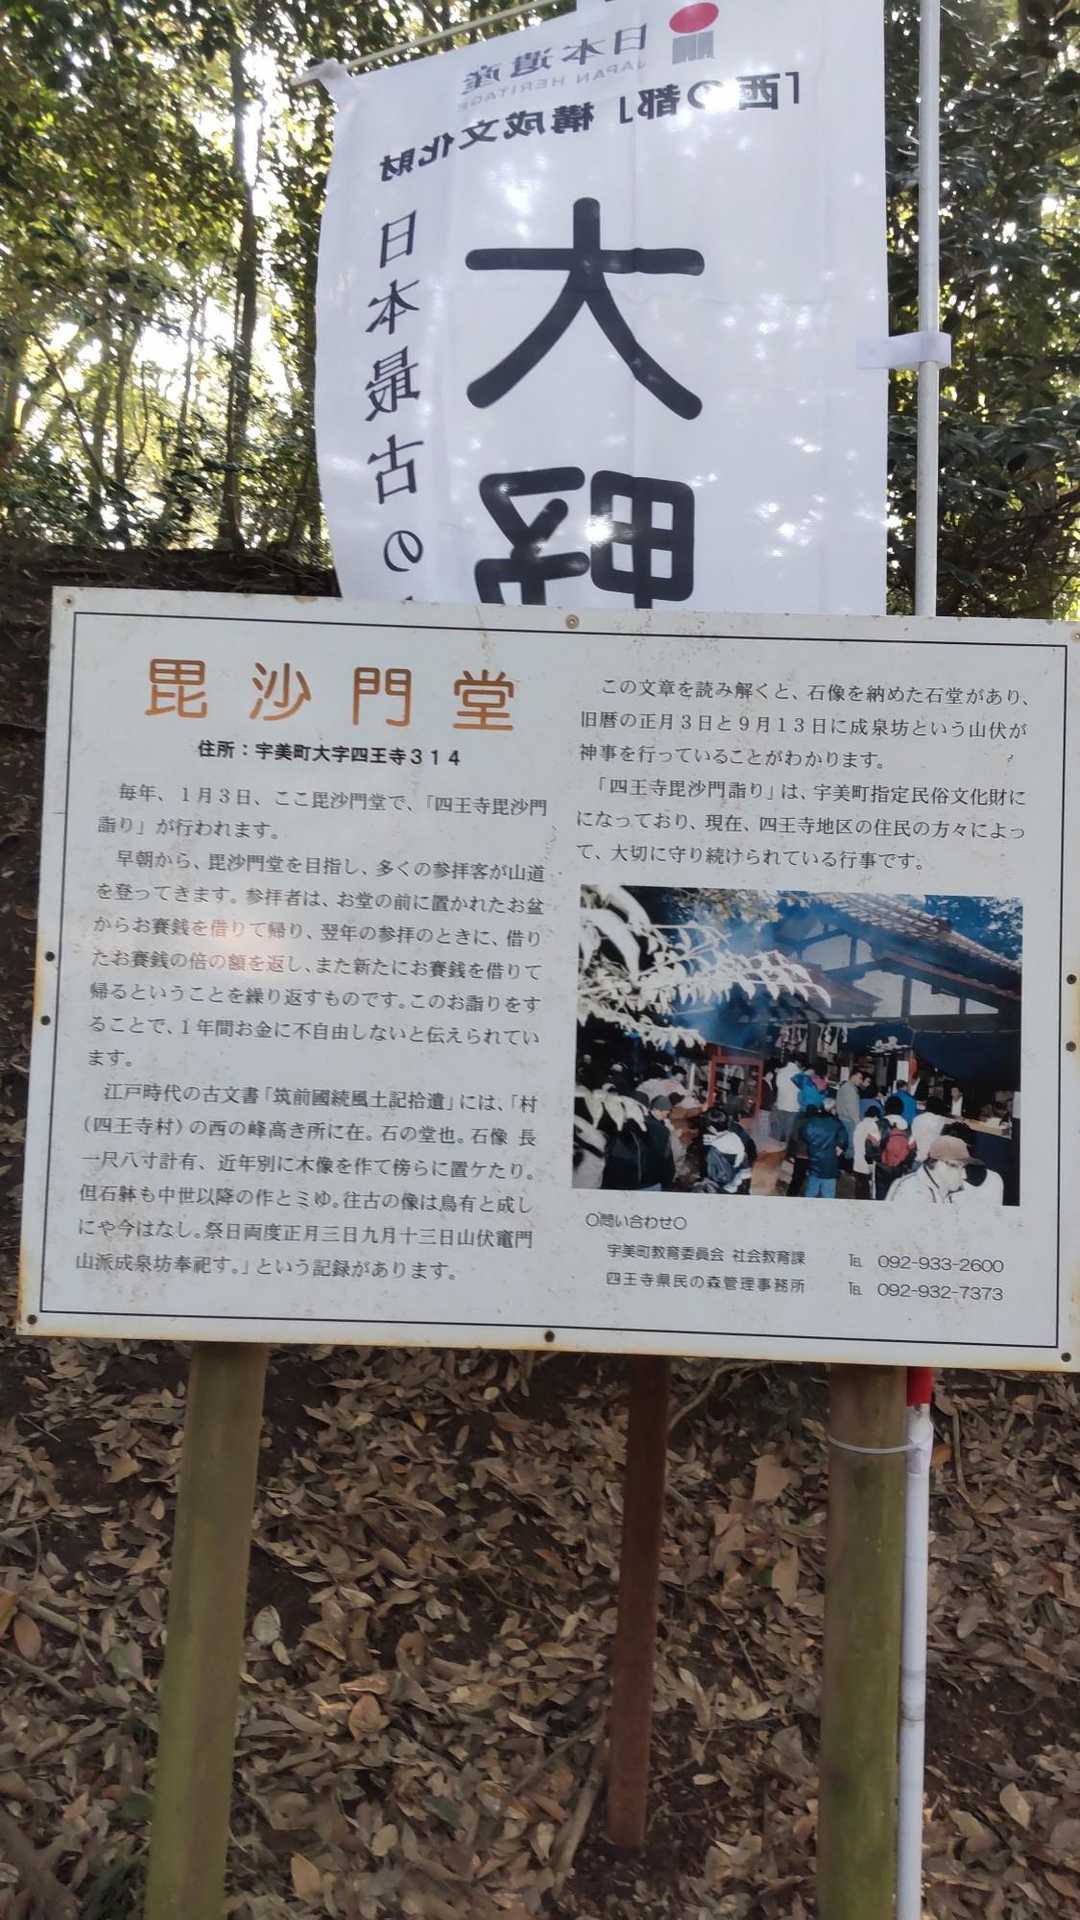 日本遺産
JAPAN HERITAGE
「西の都」構成文化財
大野
日本最古の
毘沙門堂
住所：宇美町大字四王寺３１４
毎年、１月３日、ここ毘沙門堂で、「四王寺毘沙門
詣り」が行われます。
早朝から、毘沙門堂を目指し、多くの参拝客が山道
を登ってきます。参拝者は、お堂の前に置かれたお盆
からお賽銭を借りて帰り、翌年の参拝のときに、借り
たお賽銭の倍の額を返し、また新たにお賽銭を借りて
帰るということを繰り返すものです。このお詣りをす
ることで、１年間お金に不自由しないと伝えられてい
ます。
江戸時代の古文書「筑前國続風土記拾遺」には、「村
（四王寺村）の西の峰高き所に在。石の堂也。石像 長
一尺八寸計有、近年別に木像を作て傍らに置ケたり。
但石躰も中世以降の作とミゆ。往古の像は烏有と成し
にや今はなし。祭日両度正月三日九月十三日山伏竃門
山派成泉坊奉祀す。」という記録があります。
この文章を読み解くと、石像を納めた石堂があり、
旧暦の正月３日と９月１３日に成泉坊という山伏が
神事を行っていることがわかります。
「四王寺毘沙門詣り」は、宇美町指定民俗文化財に
になっており、現在、四王寺地区の住民の方々によっ
て、大切に守り続けられている行事です。
〇問い合わせ〇
宇美町教育委員会 社会教育課 ℡ 092-933-2600
四王寺県民の森管理事務所 ℡ 092-932-7373